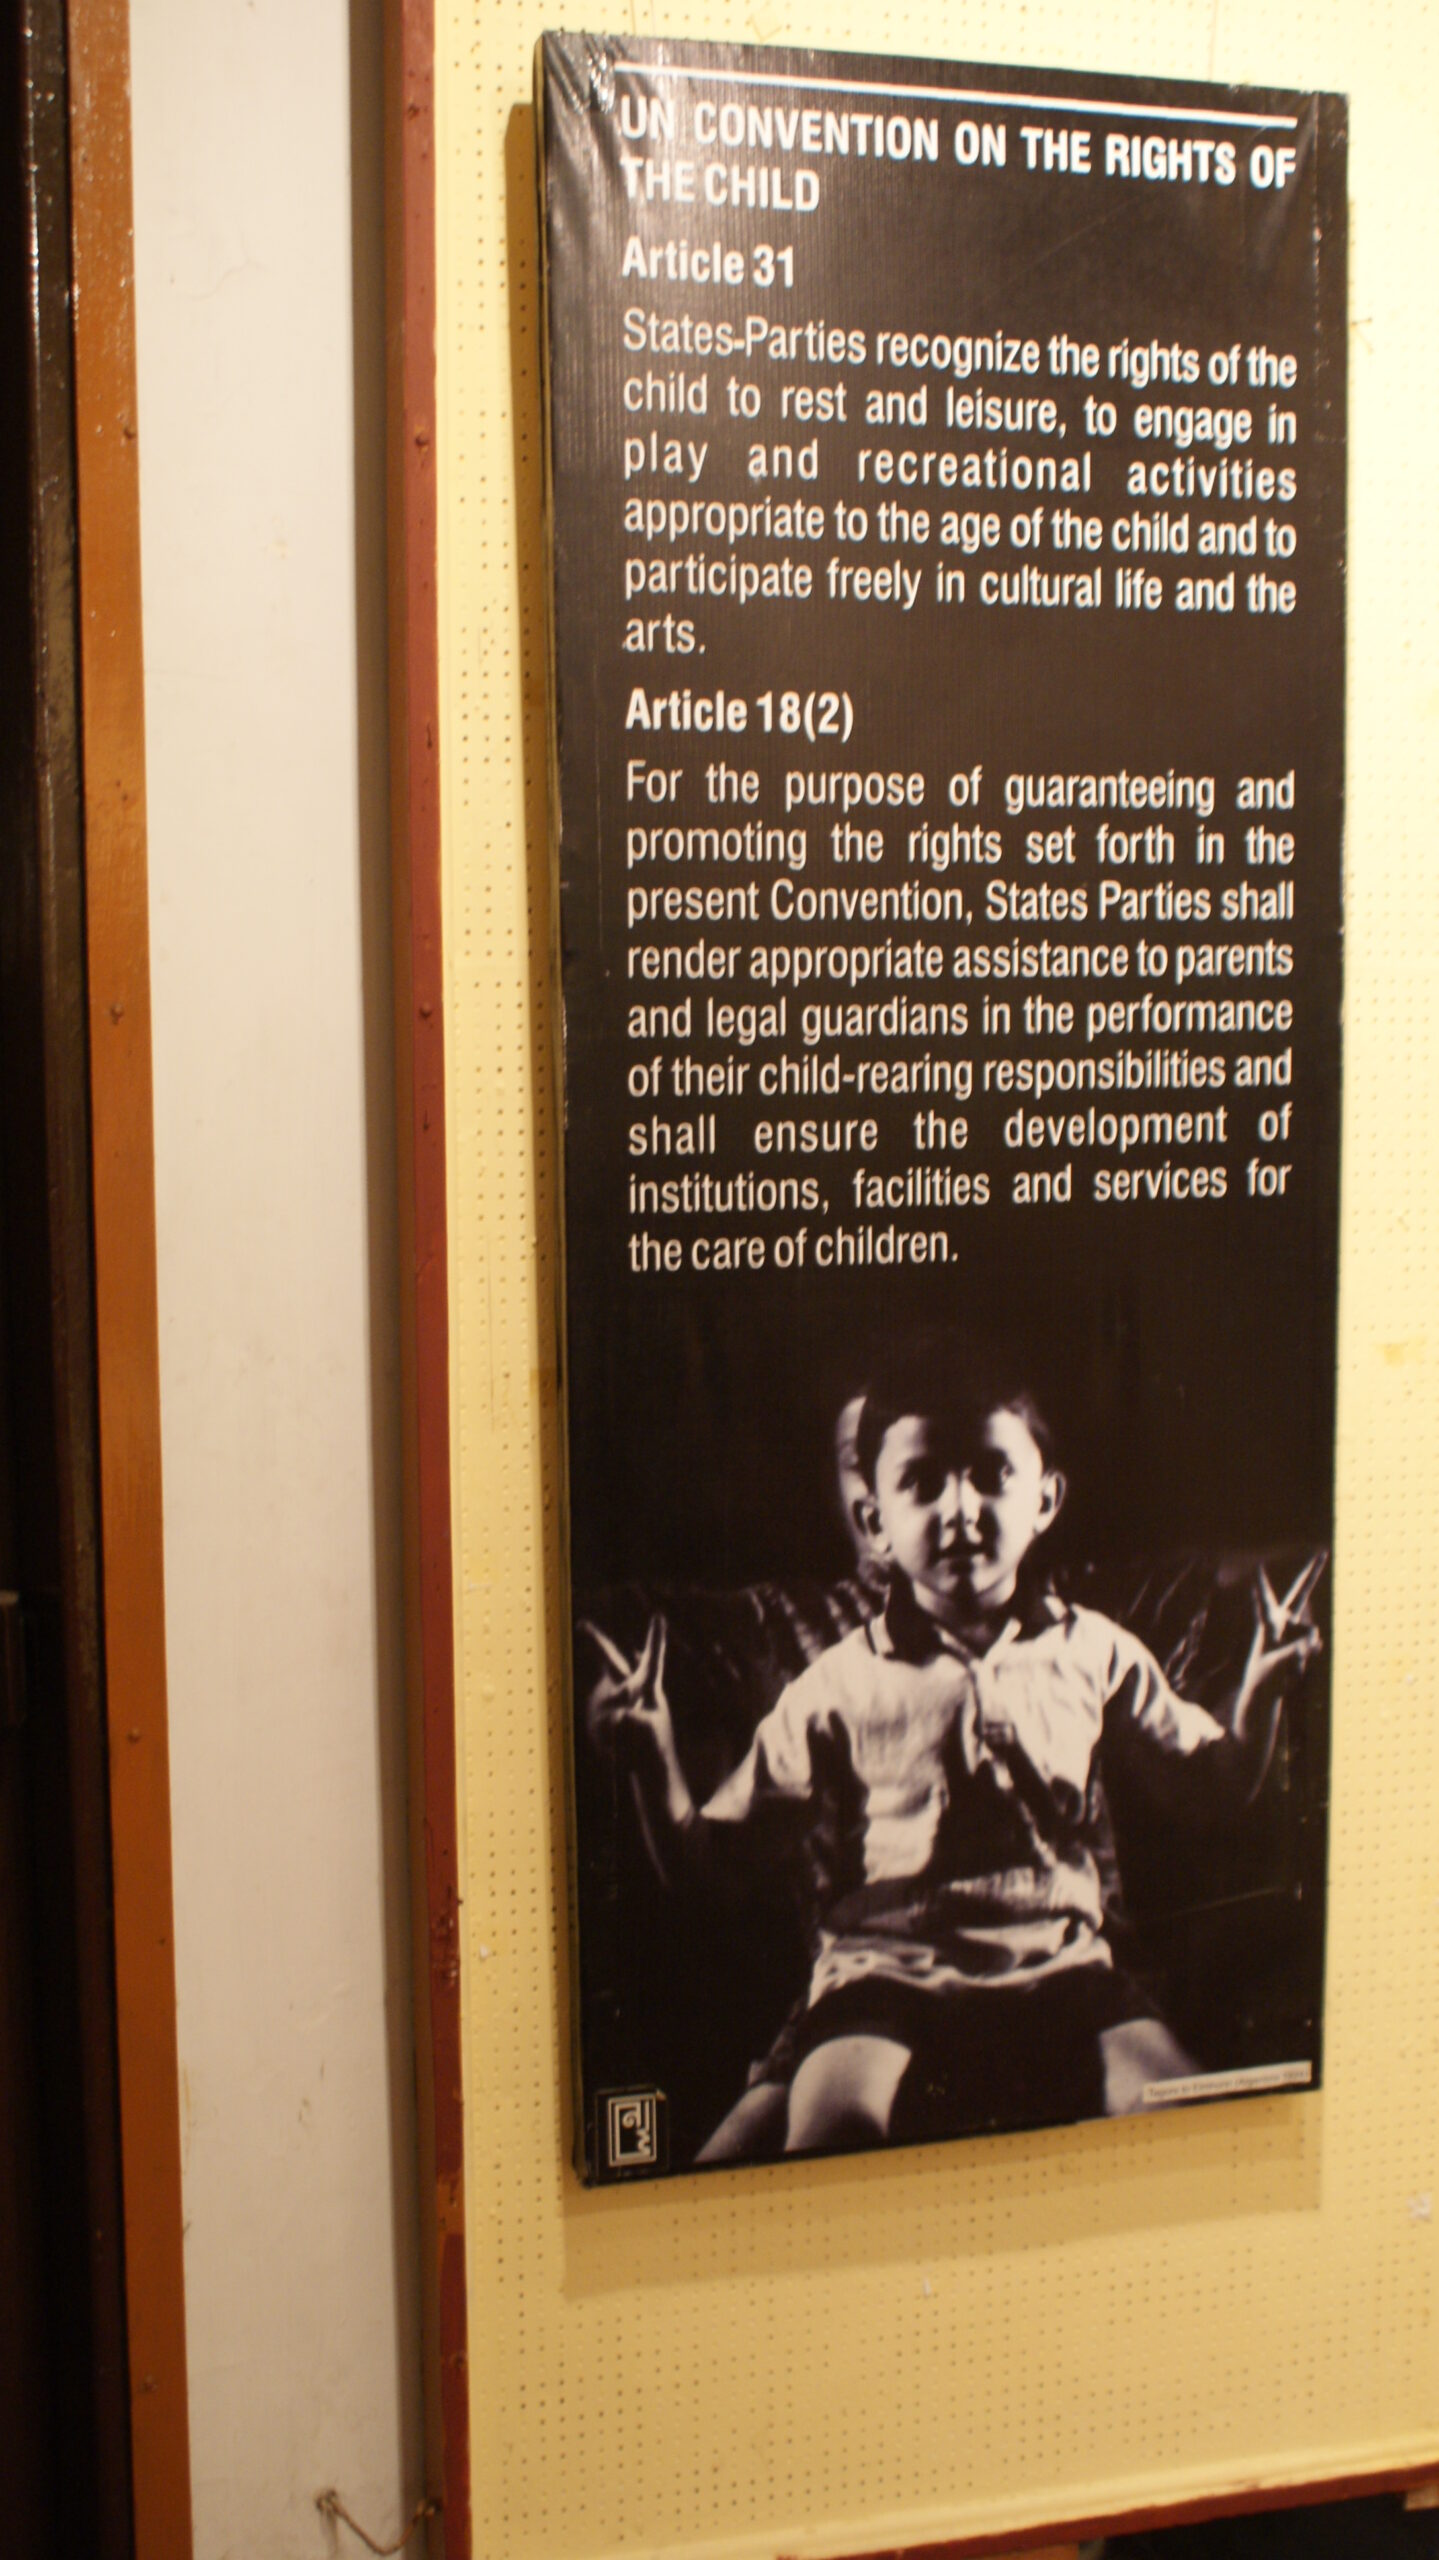 UN CONVENTION ON THE RIGHTS OF
THE CHILD
Article 31
States-Parties recognize the rights of the
child to rest and leisure, to engage in
play and recreational activities
appropriate to the age of the child and to
participate freely in cultural life and the
arts.
Article 18(2)
For the purpose of guaranteeing and
promoting the rights set forth in the
present Convention, States Parties shall
render appropriate assistance to parents
and legal guardians in the performance
of their child-rearing responsibilities and
shall ensure the development of
institutions, facilities and services for
the care of children.